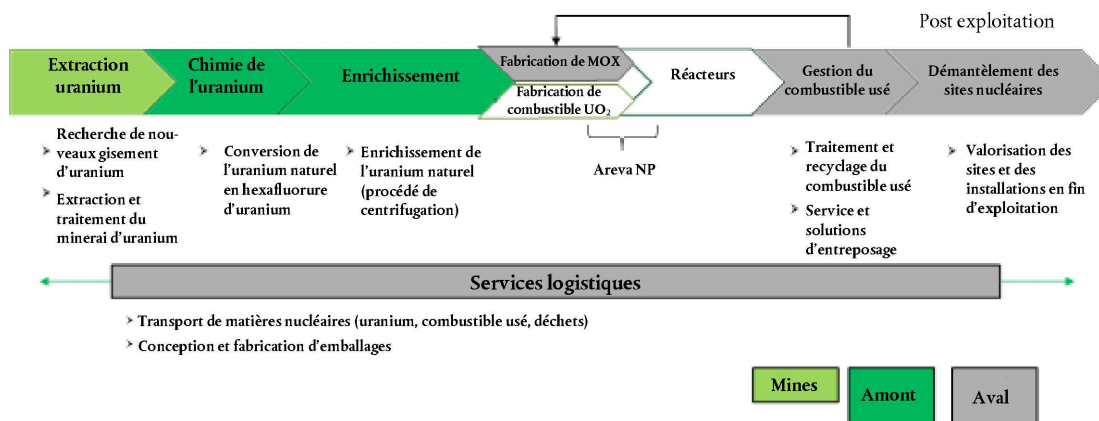 Post exploitation
Extraction
uranium
Chimie de
l'uranium
Enrichissement
Fabrication de MOX
Fabrication de
combustible UO₂
Réacteurs
Gestion du
combustible usé
Démantèlement des
sites nucléaires
Recherche de nou-
veaux gisement
d'uranium
Extraction et
traitement du
minerai d'uranium
Conversion de
l'uranium naturel
en hexafluorure
d'uranium
Enrichissement de
l'uranium naturel
(procédé de
centrifugation)
Areva NP
Traitement et
recyclage du
combustible usé
Service et
solutions
d'entreposage
Valorisation des
sites et des
installations en fin
d'exploitation
Services logistiques
Transport de matières nucléaires (uranium, combustible usé, déchets)
Conception et fabrication d'emballages
Mines
Amont
Aval